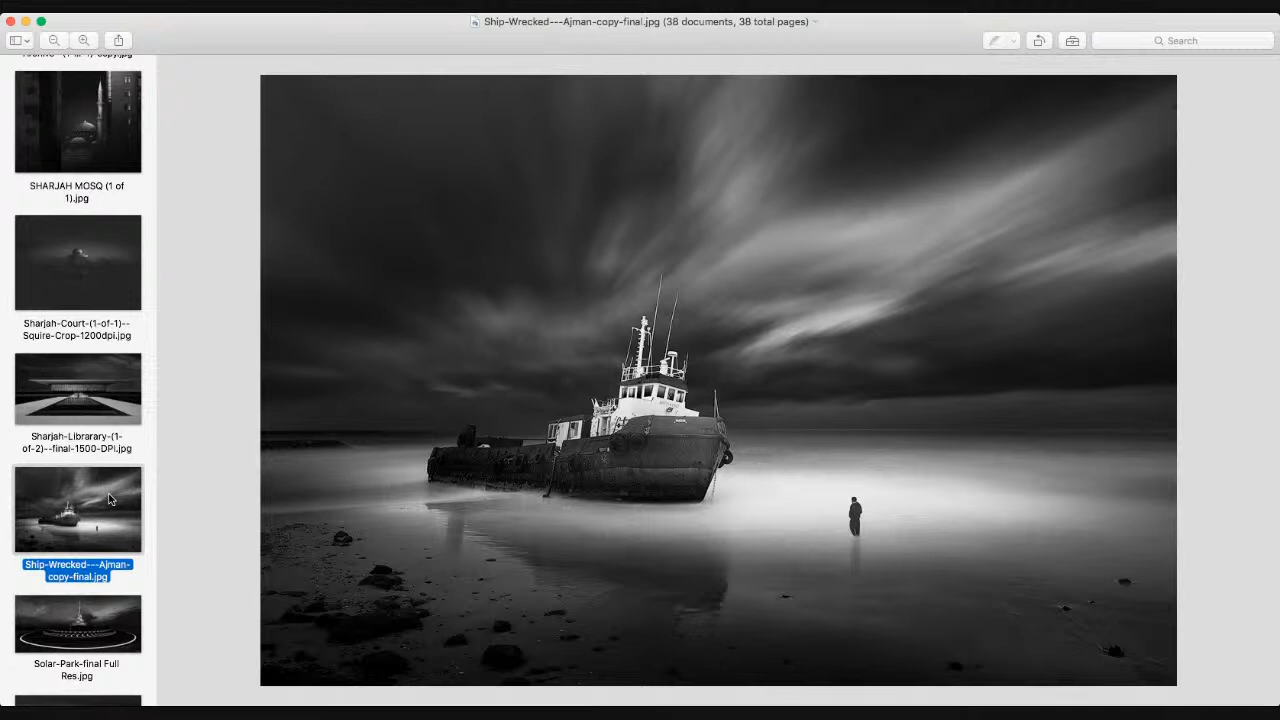 Ship-Wrecked---Ajman-copy-final.jpg (38 documents, 38 total pages)
Search
SHARJAH MOSQ (1 of
1).jpg
Sharjah-Court-(1-of-1)--
Squire-Crop-1200dpi.jpg
Sharjah-Librarary-(1-
of-2)--final-1500-DPI.jpg
Ship-Wrecked---Ajman-
copy-final.jpg
Solar-Park-final Full
Res.jpg